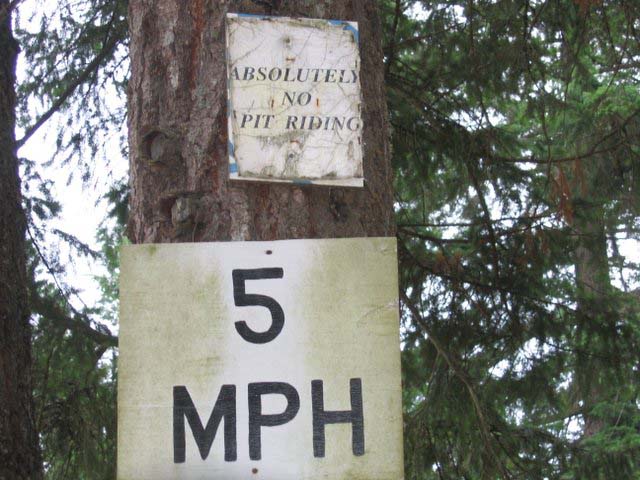 ABSOLUTELY
NO
PIT RIDING
5
MPH